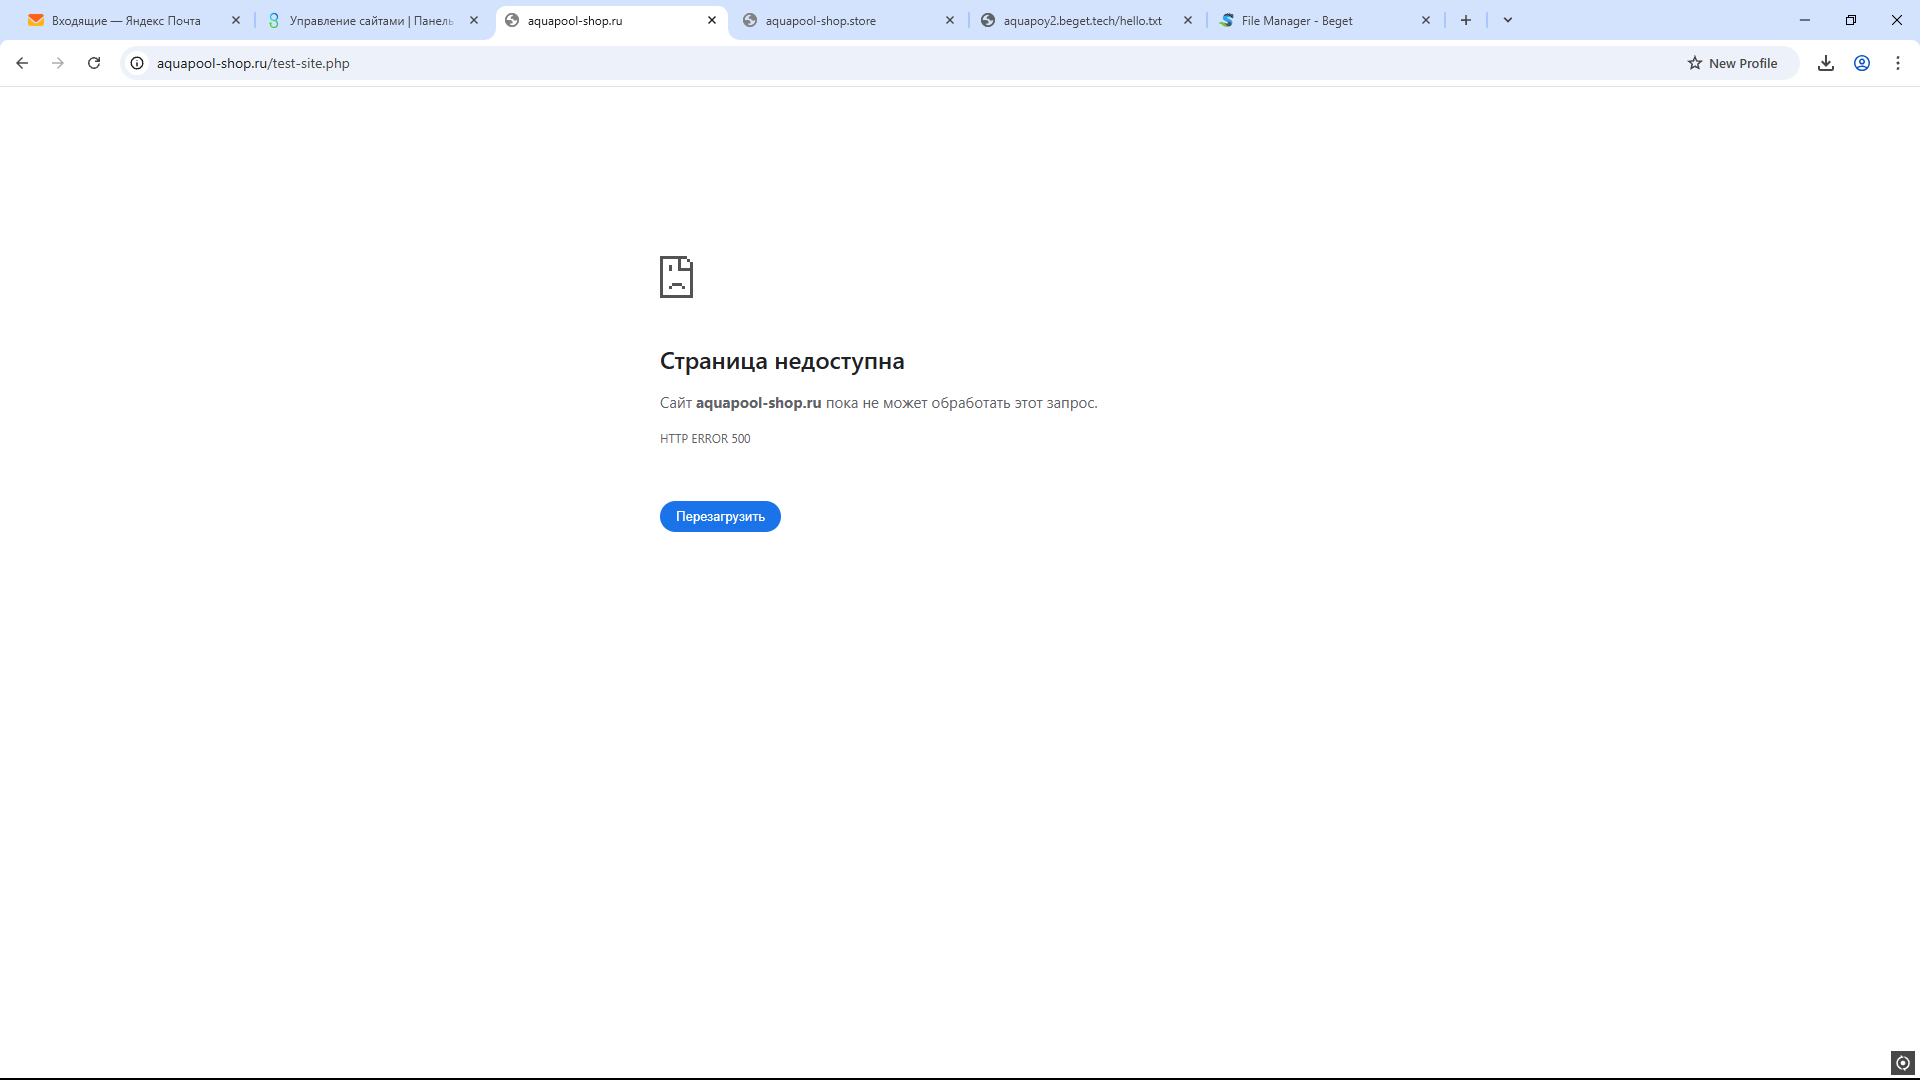 Входящие — Яндекс Почта
Управление сайтами | Панель
aquapool-shop.ru
aquapool-shop.store
aquapoy2.beget.tech/hello.txt
File Manager - Beget
aquapool-shop.ru/test-site.php
New Profile
Страница недоступна
Сайт aquapool-shop.ru пока не может обработать этот запрос.
HTTP ERROR 500
Перезагрузить